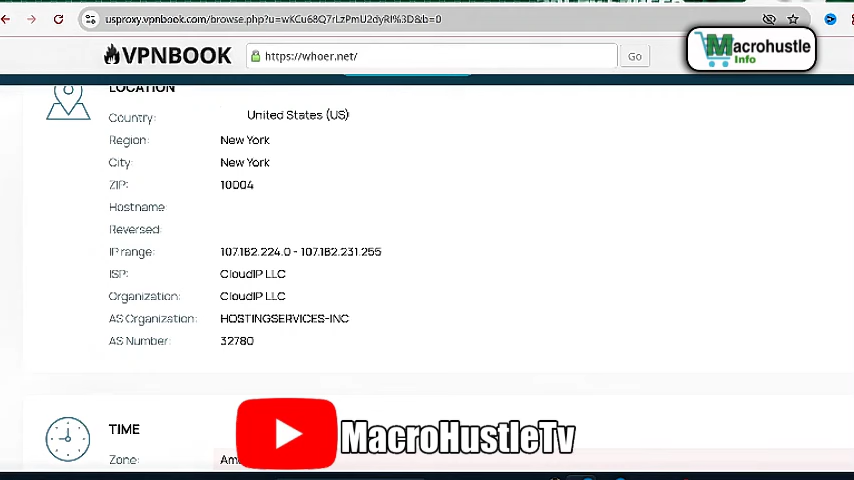 usproxy.vpnbook.com/browse.php?u=wKCu68Q7rLzPmU2dyRI%3D&b=0
VPNBOOK
https://whoer.net/
Go
Macrohustle
Info
LOCATION
Country: United States (US)
Region: New York
City: New York
ZIP: 10004
Hostname:
Reversed:
IP range: 107.182.224.0 - 107.182.231.255
ISP: CloudIP LLC
Organization: CloudIP LLC
AS Organization: HOSTINGSERVICES-INC
AS Number: 32780
TIME
Zone:
MacroHustleTv